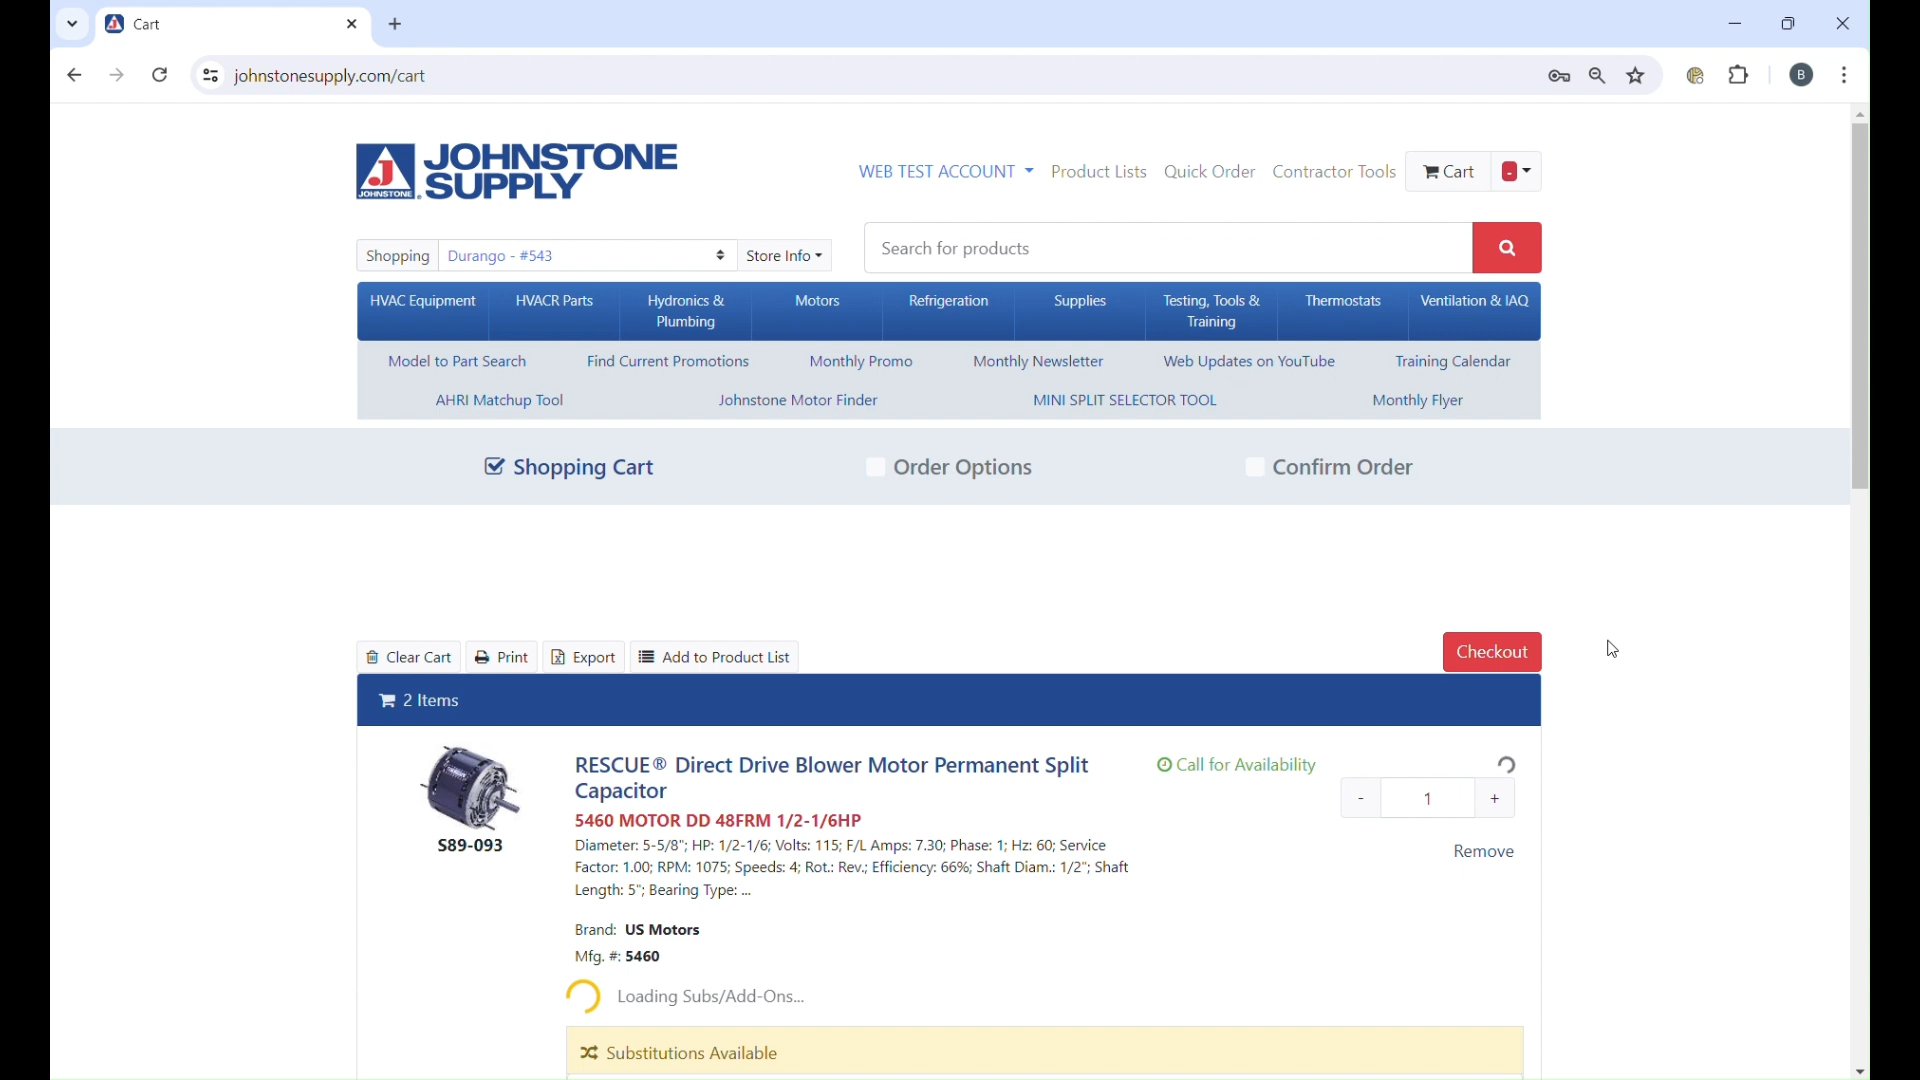 Cart
johnstonesupply.com/cart
B
JOHNSTONE
SUPPLY
J
JOHNSTONE
WEB TEST ACCOUNT Product Lists Quick Order Contractor Tools Cart -
Shopping Durango - #543 Store Info
Search for products
HVAC Equipment HVACR Parts Hydronics & Plumbing Motors Refrigeration Supplies Testing, Tools & Training Thermostats Ventilation & IAQ
Model to Part Search Find Current Promotions Monthly Promo Monthly Newsletter Web Updates on YouTube Training Calendar
AHRI Matchup Tool Johnstone Motor Finder MINI SPLIT SELECTOR TOOL Monthly Flyer
Shopping Cart Order Options Confirm Order
Clear Cart Print Export Add to Product List Checkout
2 Items
S89-093
RESCUE® Direct Drive Blower Motor Permanent Split
Capacitor
5460 MOTOR DD 48FRM 1/2-1/6HP
Diameter: 5-5/8"; HP: 1/2-1/6; Volts: 115; F/L Amps: 7.30; Phase: 1; Hz: 60; Service
Factor: 1.00; RPM: 1075; Speeds: 4; Rot.: Rev.; Efficiency: 66%; Shaft Diam.: 1/2"; Shaft
Length: 5"; Bearing Type: ...
Brand: US Motors
Mfg. #: 5460
Call for Availability
- 1 +
Remove
Loading Subs/Add-Ons...
Substitutions Available